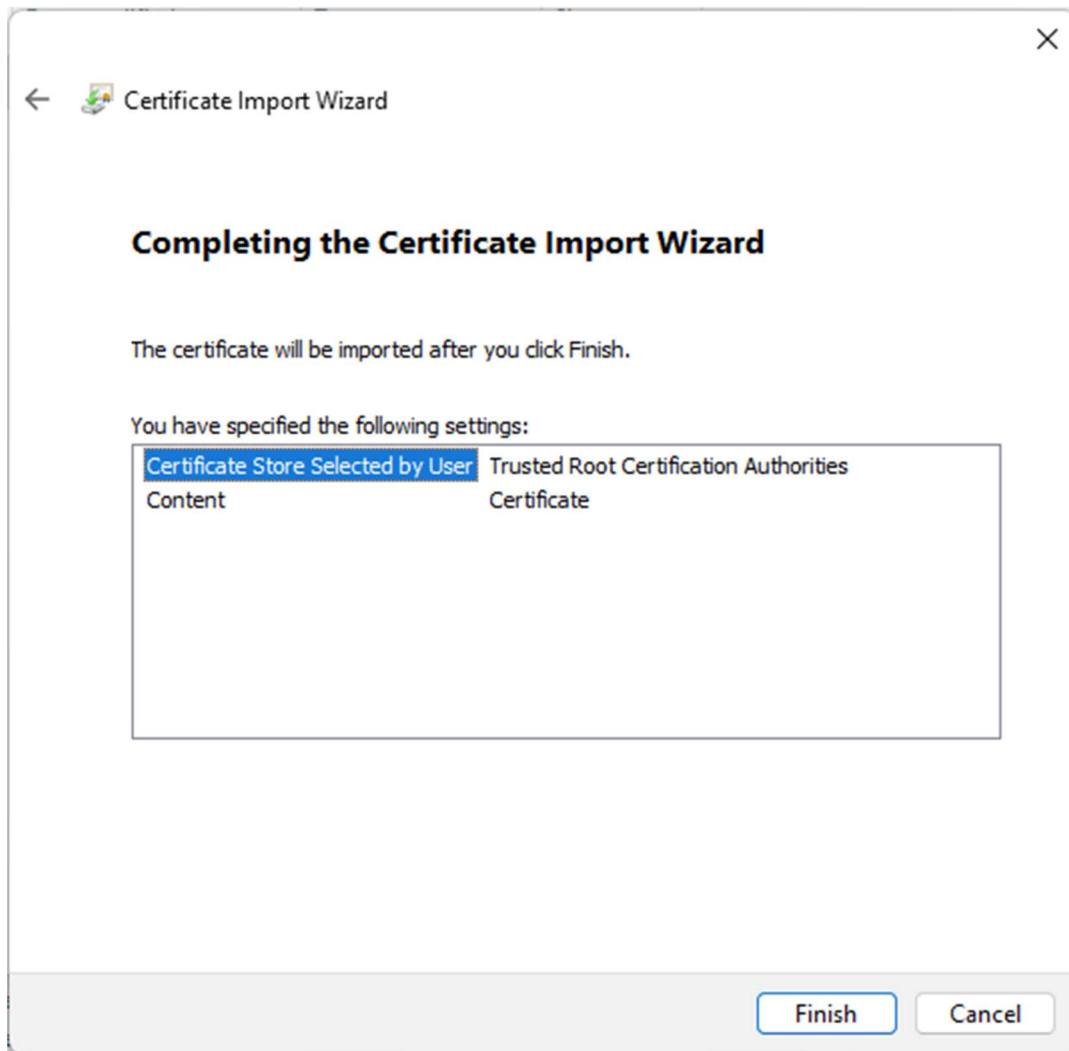 Certificate Import Wizard
Completing the Certificate Import Wizard
The certificate will be imported after you click Finish.
You have specified the following settings:
Certificate Store Selected by User Trusted Root Certification Authorities
Content Certificate
Finish Cancel